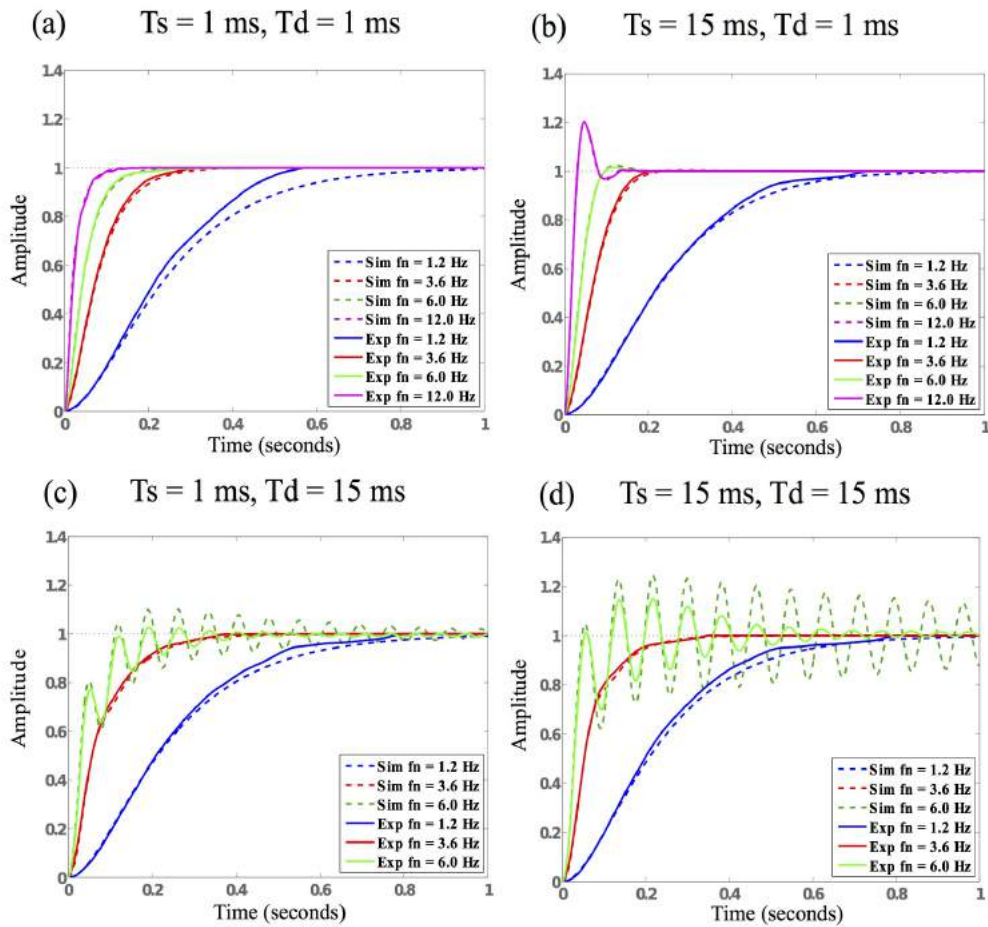 (a) Ts = 1 ms, Td = 1 ms
1.4
1.2
1
0.8
0.6
0.4
0.2
0
Amplitude
Sim fn = 1.2 Hz
Sim fn = 3.6 Hz
Sim fn = 6.0 Hz
Sim fn = 12.0 Hz
Exp fn = 1.2 Hz
Exp fn = 3.6 Hz
Exp fn = 6.0 Hz
Exp fn = 12.0 Hz
0 0.2 0.4 0.6 0.8 1
Time (seconds)
(b) Ts = 15 ms, Td = 1 ms
1.4
1.2
1
0.8
0.6
0.4
0.2
0
Amplitude
Sim fn = 1.2 Hz
Sim fn = 3.6 Hz
Sim fn = 6.0 Hz
Sim fn = 12.0 Hz
Exp fn = 1.2 Hz
Exp fn = 3.6 Hz
Exp fn = 6.0 Hz
Exp fn = 12.0 Hz
0 0.2 0.4 0.6 0.8 1
Time (seconds)
(c) Ts = 1 ms, Td = 15 ms
1.4
1.2
1
0.8
0.6
0.4
0.2
0
Amplitude
Sim fn = 1.2 Hz
Sim fn = 3.6 Hz
Sim fn = 6.0 Hz
Exp fn = 1.2 Hz
Exp fn = 3.6 Hz
Exp fn = 6.0 Hz
0 0.2 0.4 0.6 0.8 1
Time (seconds)
(d) Ts = 15 ms, Td = 15 ms
1.4
1.2
1
0.8
0.6
0.4
0.2
0
Amplitude
Sim fn = 1.2 Hz
Sim fn = 3.6 Hz
Sim fn = 6.0 Hz
Exp fn = 1.2 Hz
Exp fn = 3.6 Hz
Exp fn = 6.0 Hz
0 0.2 0.4 0.6 0.8 1
Time (seconds)